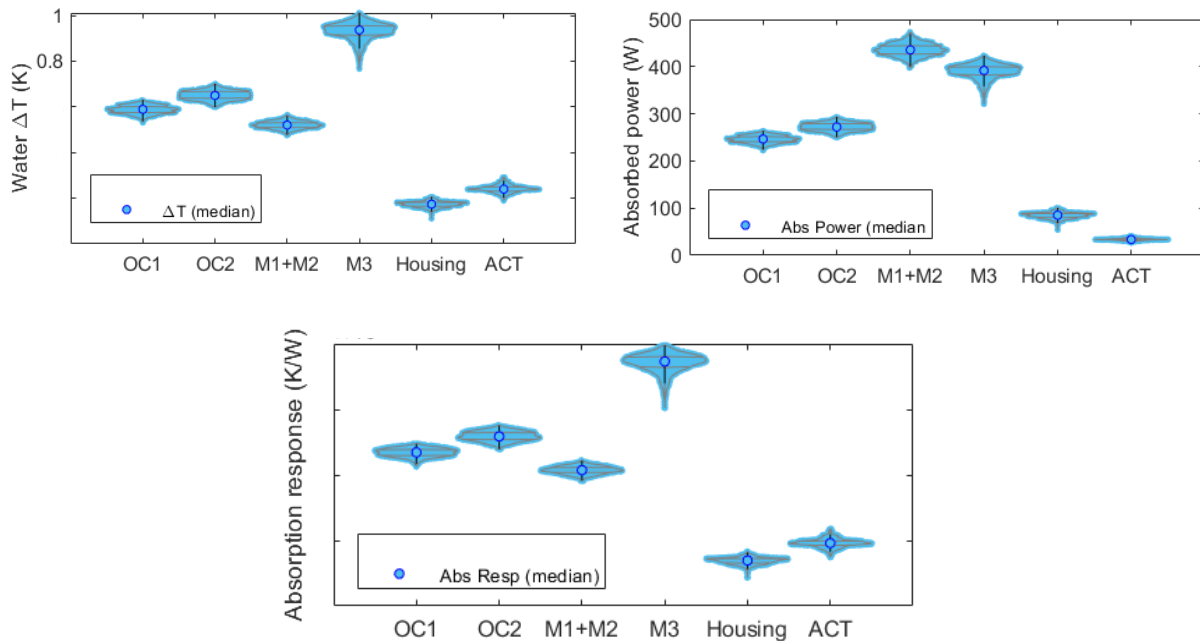 Water Δ T (K)
1
0.8
Δ T (median)
OC1 OC2 M1+M2 M3 Housing ACT
Absorbed power (W)
500
400
300
200
100
0
Abs Power (median
OC1 OC2 M1+M2 M3 Housing ACT
Absorption response (K/W)
Abs Resp (median)
OC1 OC2 M1+M2 M3 Housing ACT